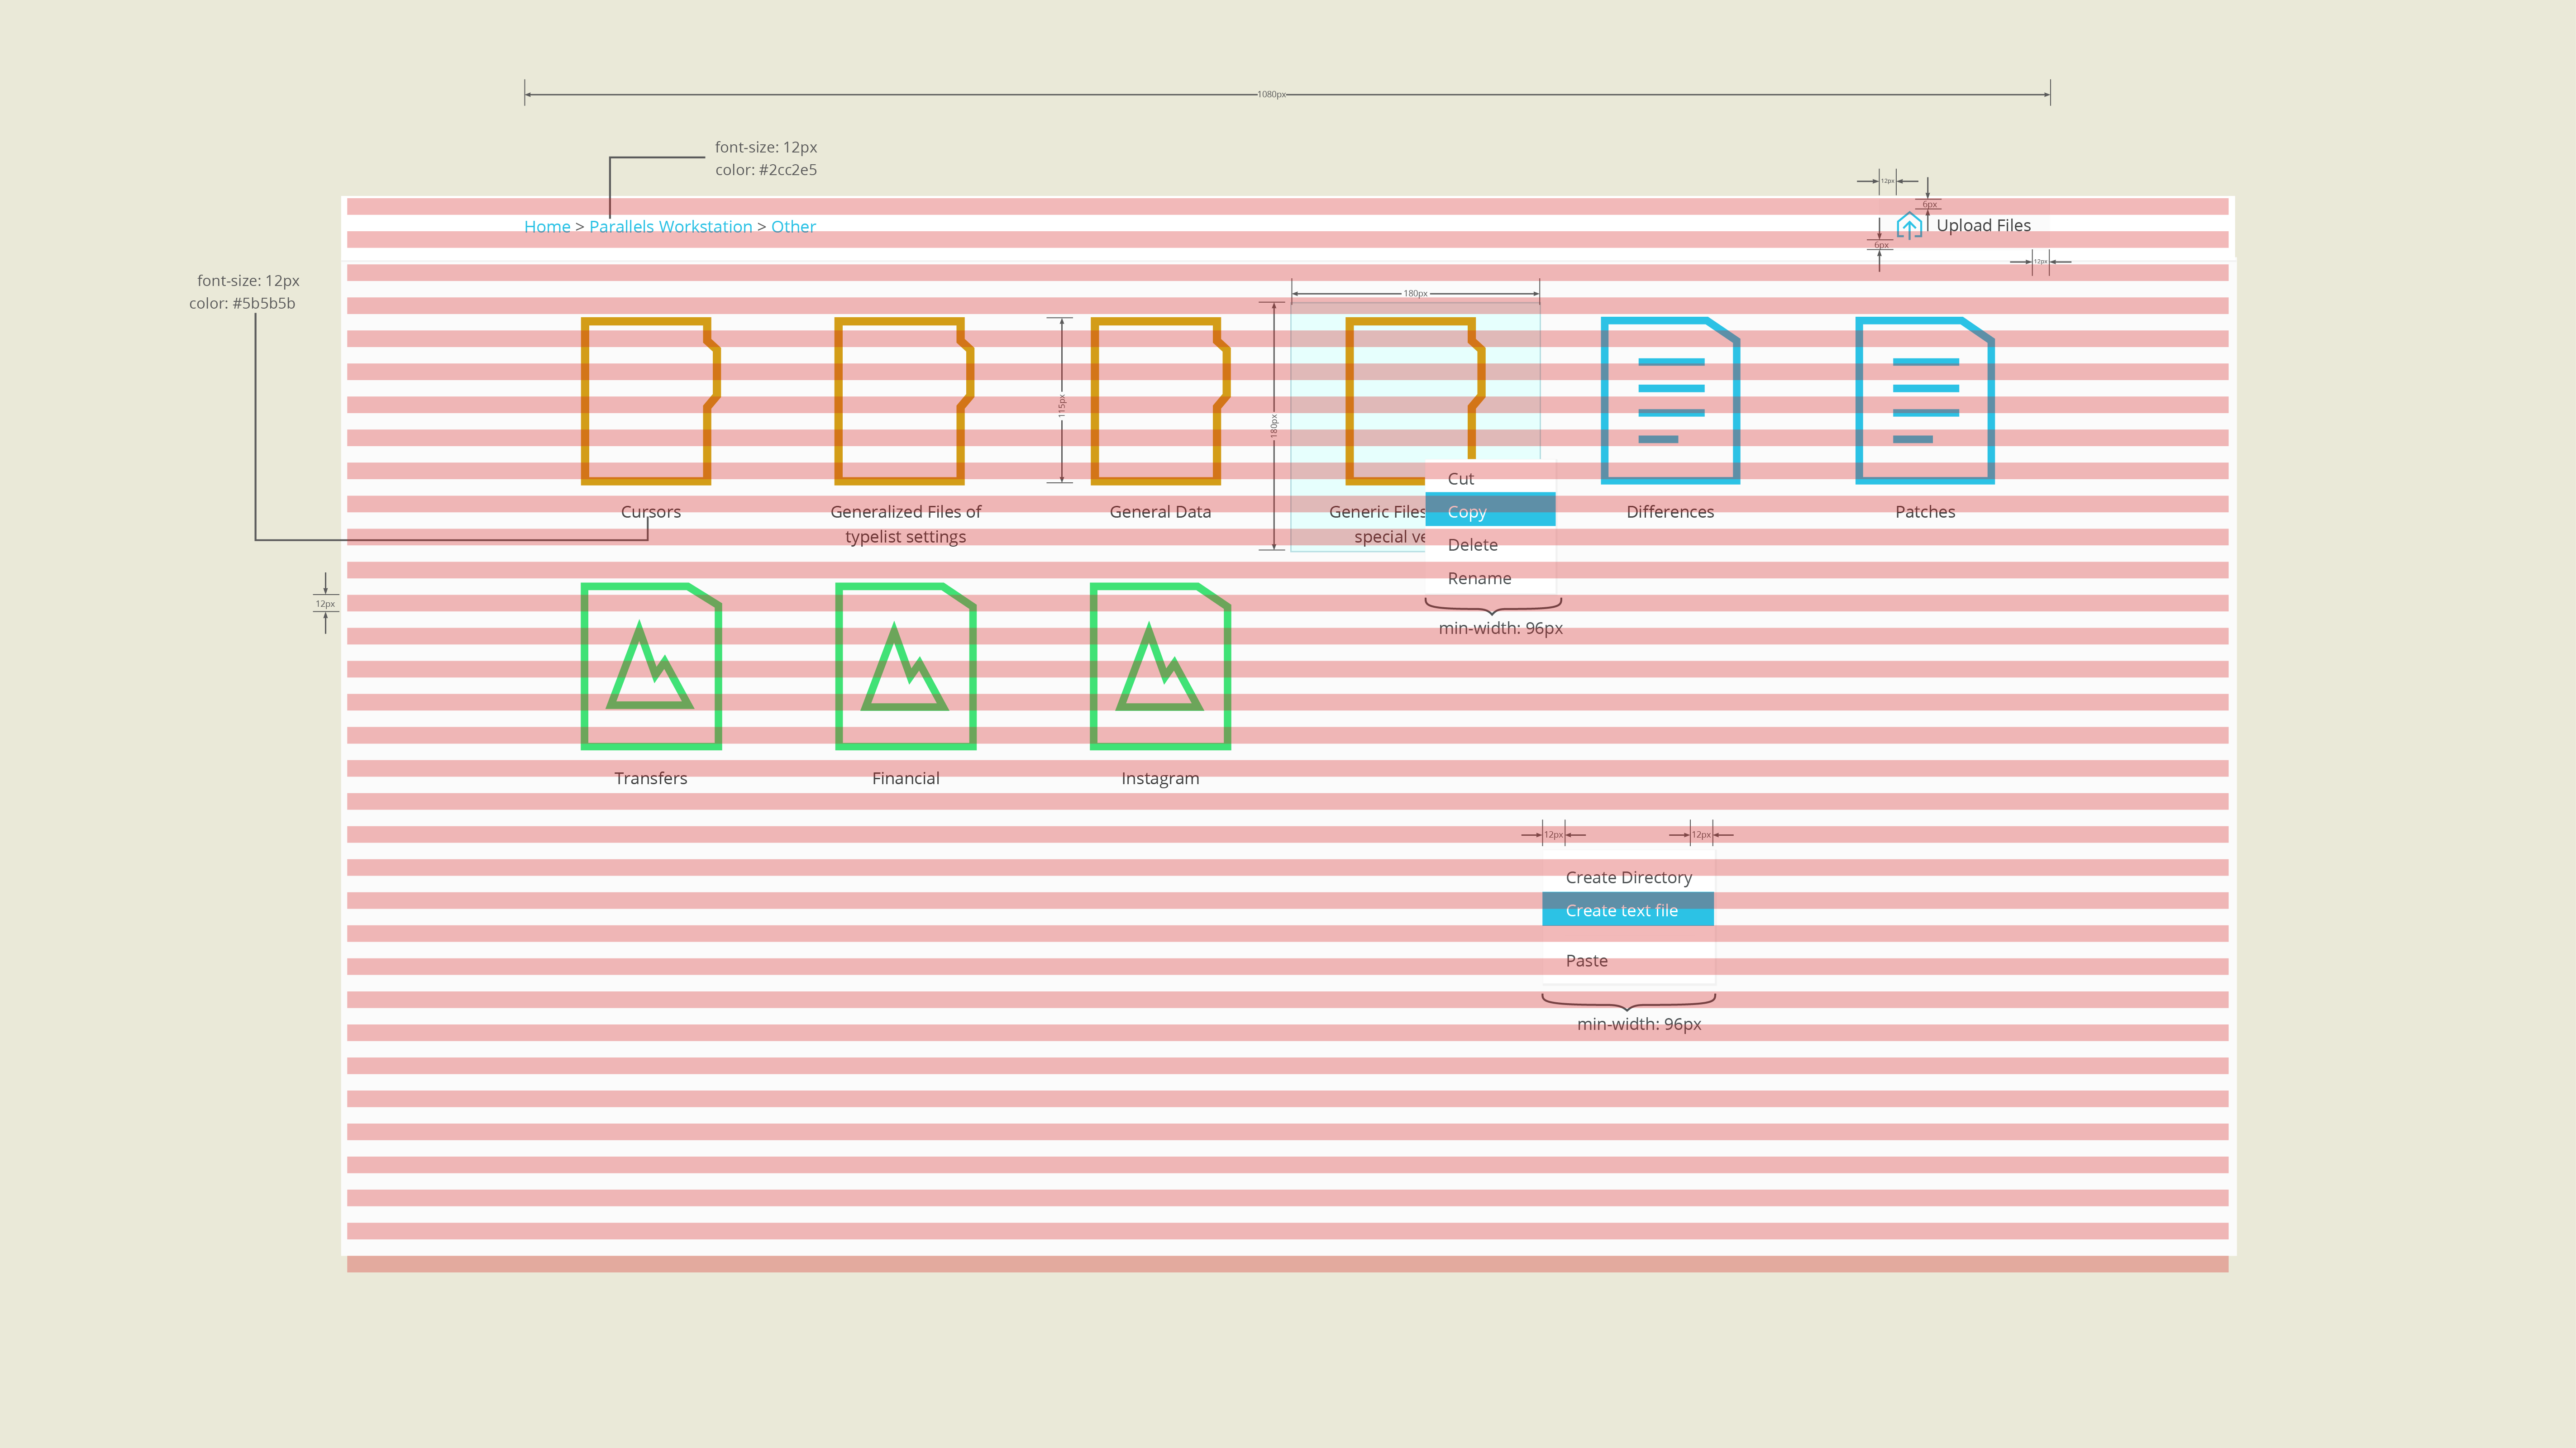 1080px
font-size: 12px
color: #2cc2e5
12px
6px
Home > Parallels Workstation > Other
Upload Files
6px
12px
font-size: 12px
color: #5b5b5b
180px
115px
180px
Cursors
Generalized Files of
typelist settings
General Data
Generic Files
special ve
Differences
Patches
Cut
Copy
Delete
Rename
min-width: 96px
12px
Transfers
Financial
Instagram
12px
12px
Create Directory
Create text file
Paste
min-width: 96px